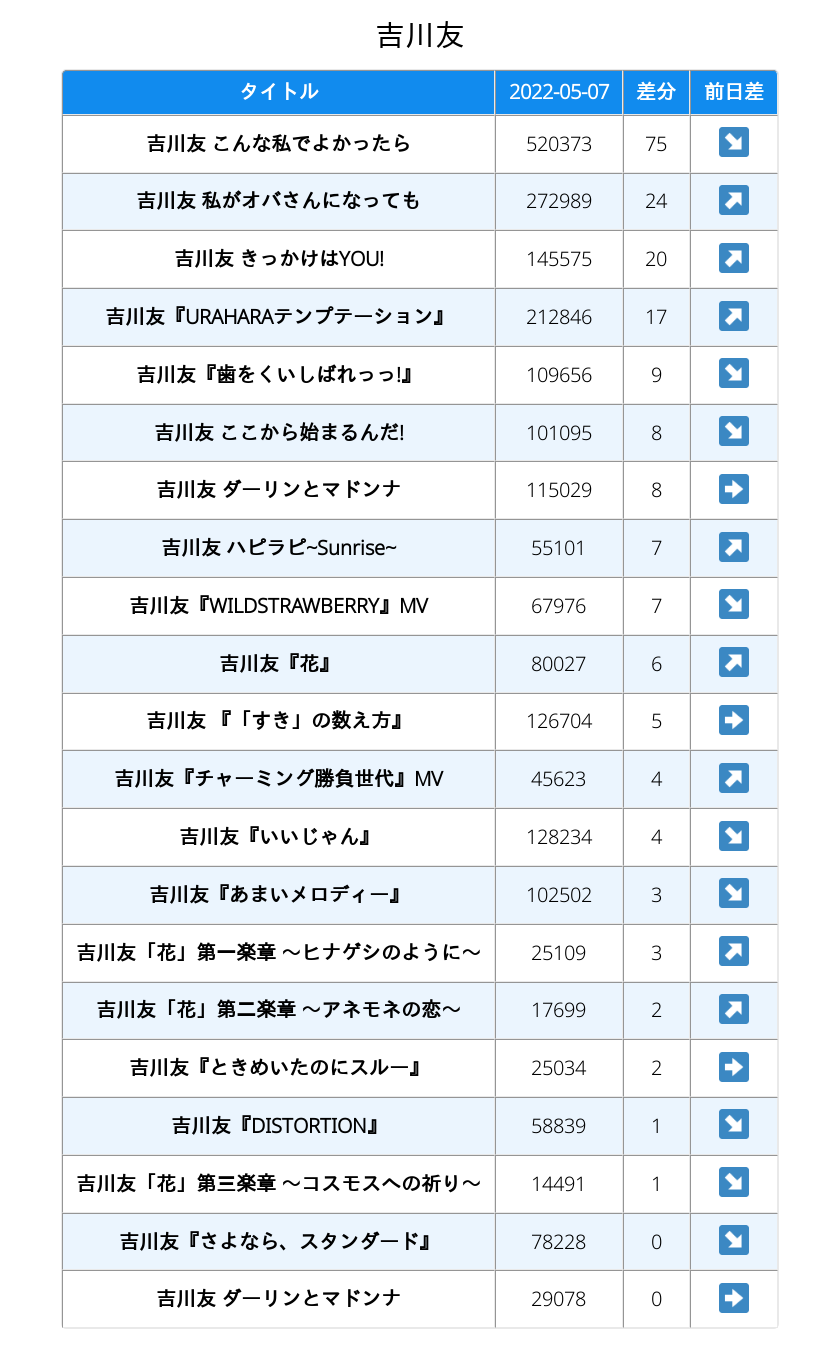 吉川友
タイトル 2022-05-07 差分 前日差
吉川友 こんな私でよかったら 520373 75 ↘
吉川友 私がオバさんになっても 272989 24 ↗
吉川友 きっかけはYOU! 145575 20 ↗
吉川友『URAHARAテンプテーション』 212846 17 ↗
吉川友『歯をくいしばれっっ!』 109656 9 ↘
吉川友 ここから始まるんだ! 101095 8 ↘
吉川友 ダーリンとマドンナ 115029 8 ➡
吉川友 ハピラピ~Sunrise~ 55101 7 ↗
吉川友『WILDSTRAWBERRY』MV 67976 7 ↘
吉川友『花』 80027 6 ↗
吉川友 『「すき」の数え方』 126704 5 ➡
吉川友『チャーミング勝負世代』MV 45623 4 ↗
吉川友『いいじゃん』 128234 4 ↘
吉川友『あまいメロディー』 102502 3 ↘
吉川友「花」第一楽章 〜ヒナゲシのように〜 25109 3 ↗
吉川友「花」第二楽章 〜アネモネの恋〜 17699 2 ↗
吉川友『ときめいたのにスルー』 25034 2 ➡
吉川友『DISTORTION』 58839 1 ↘
吉川友「花」第三楽章 〜コスモスへの祈り〜 14491 1 ↘
吉川友『さよなら、スタンダード』 78228 0 ↘
吉川友 ダーリンとマドンナ 29078 0 ➡